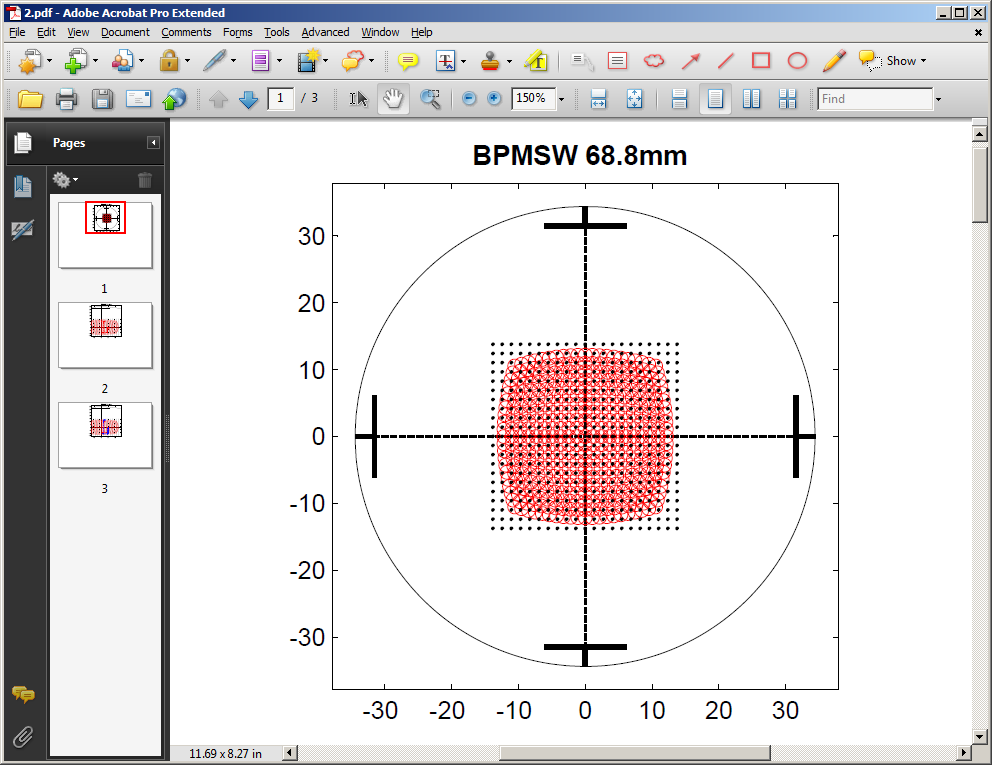 2.pdf - Adobe Acrobat Pro Extended
File Edit View Document Comments Forms Tools Advanced Window Help
Show
1 / 3 150% Find
Pages
1
2
3
BPMSW 68.8mm
30
20
10
0
-10
-20
-30
-30 -20 -10 0 10 20 30
11.69 x 8.27 in